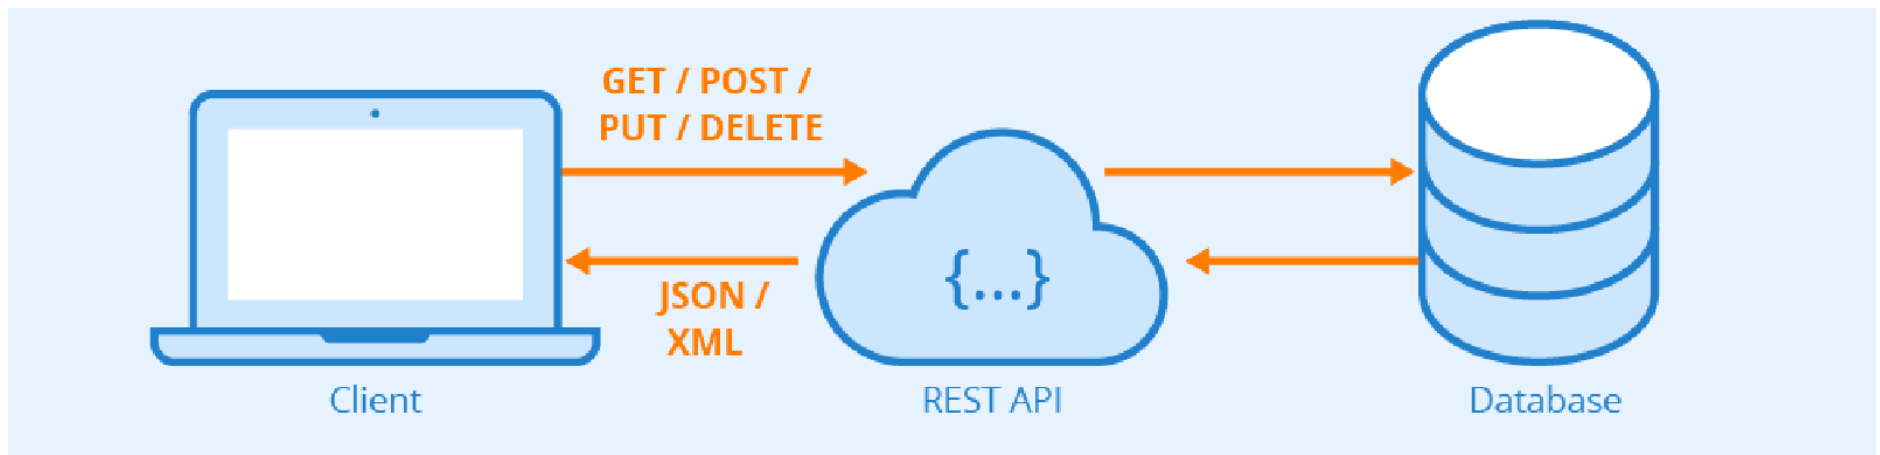 GET / POST /
PUT / DELETE
{...}
JSON /
XML
Client
REST API
Database